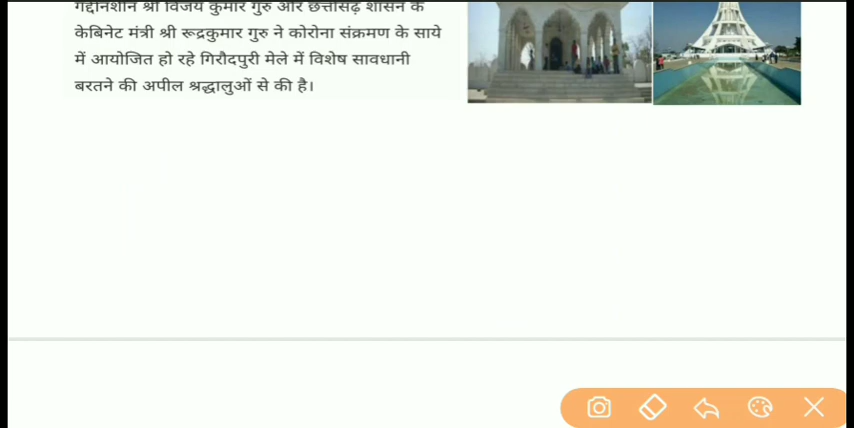 गद्दीनशीन श्री विजय कुमार गुरु और छत्तीसगढ़ शासन के
केबिनेट मंत्री श्री रूद्रकुमार गुरु ने कोरोना संक्रमण के साये
में आयोजित हो रहे गिरौदपुरी मेले में विशेष सावधानी
बरतने की अपील श्रद्धालुओं से की है।